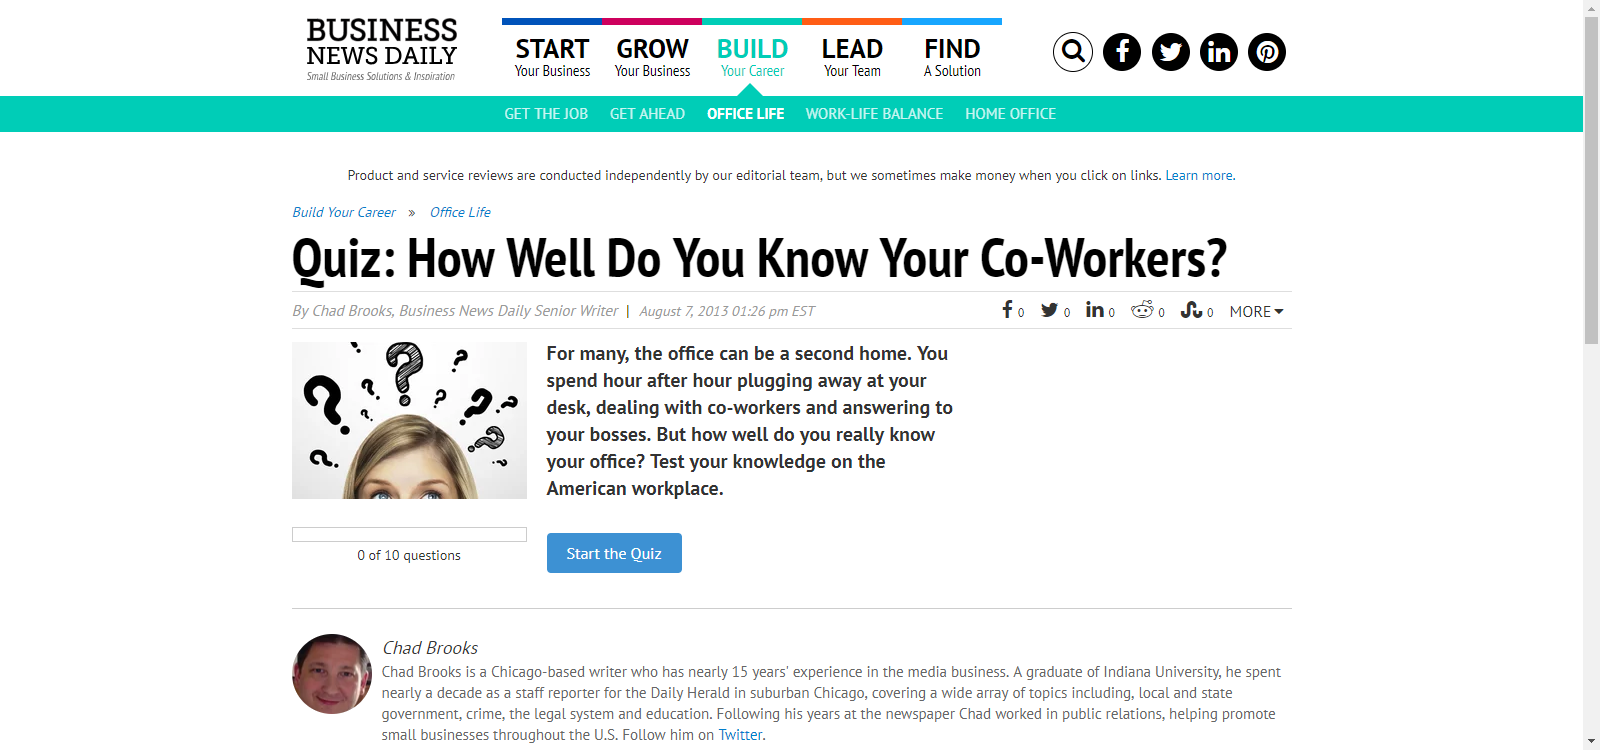 BUSINESS
NEWS DAILY
Small Business Solutions & Inspiration
START
Your Business
GROW
Your Business
BUILD
Your Career
LEAD
Your Team
FIND
A Solution
GET THE JOB
GET AHEAD
OFFICE LIFE
WORK-LIFE BALANCE
HOME OFFICE
Product and service reviews are conducted independently by our editorial team, but we sometimes make money when you click on links. Learn more.
Build Your Career » Office Life
Quiz: How Well Do You Know Your Co-Workers?
By Chad Brooks, Business News Daily Senior Writer | August 7, 2013 01:26 pm EST
0 0 0 0 0 MORE
For many, the office can be a second home. You
spend hour after hour plugging away at your
desk, dealing with co-workers and answering to
your bosses. But how well do you really know
your office? Test your knowledge on the
American workplace.
0 of 10 questions
Start the Quiz
Chad Brooks
Chad Brooks is a Chicago-based writer who has nearly 15 years' experience in the media business. A graduate of Indiana University, he spent
nearly a decade as a staff reporter for the Daily Herald in suburban Chicago, covering a wide array of topics including, local and state
government, crime, the legal system and education. Following his years at the newspaper Chad worked in public relations, helping promote
small businesses throughout the U.S. Follow him on Twitter.